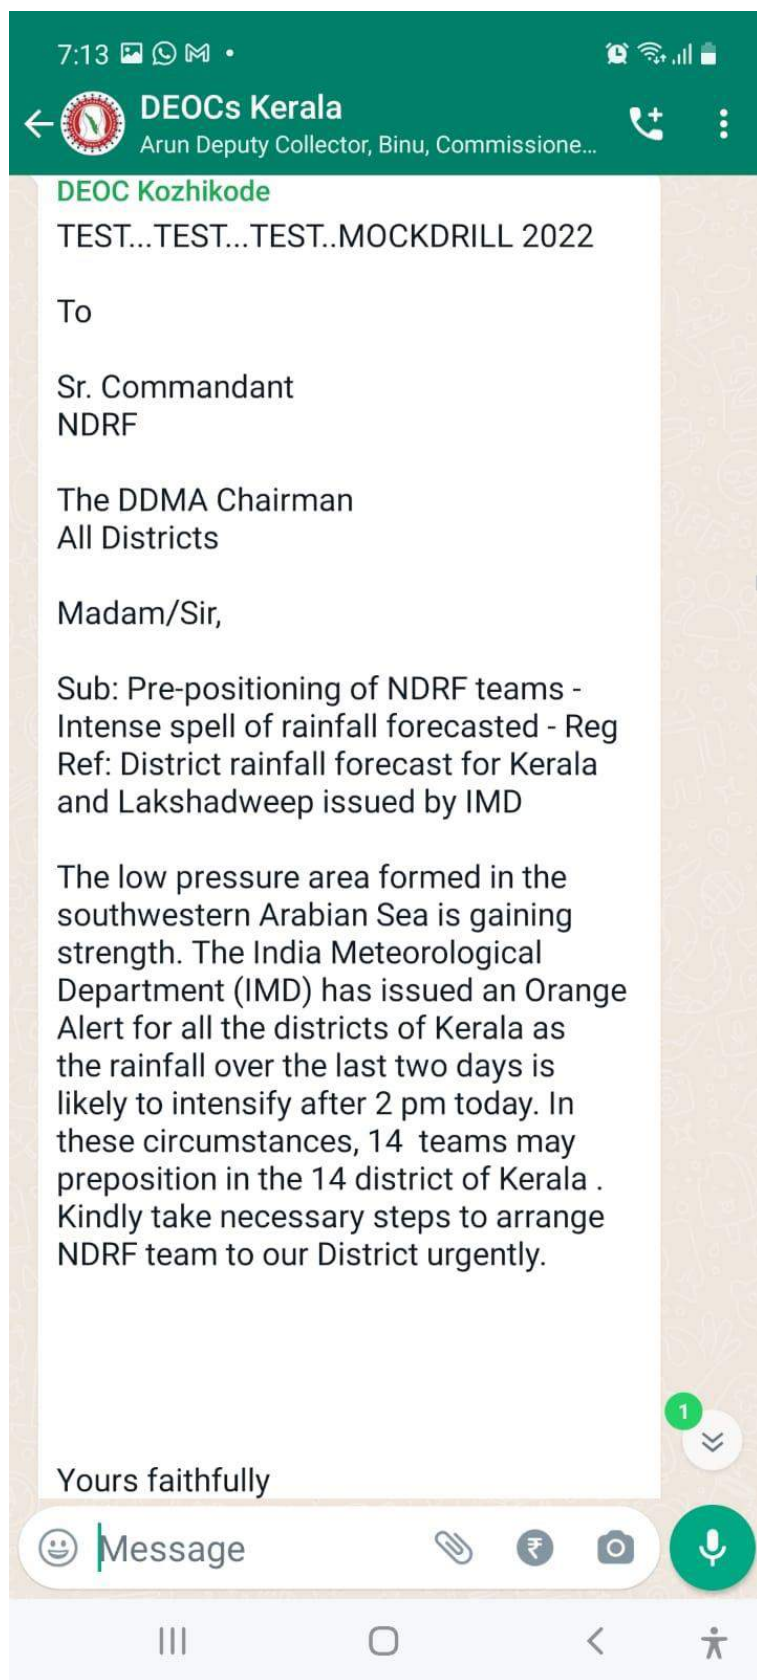 7:13
DEOCs Kerala
Arun Deputy Collector, Binu, Commissione...
DEOC Kozhikode
TEST...TEST...TEST..MOCKDRILL 2022
To
Sr. Commandant
NDRF
The DDMA Chairman
All Districts
Madam/Sir,
Sub: Pre-positioning of NDRF teams -
Intense spell of rainfall forecasted - Reg
Ref: District rainfall forecast for Kerala
and Lakshadweep issued by IMD
The low pressure area formed in the
southwestern Arabian Sea is gaining
strength. The India Meteorological
Department (IMD) has issued an Orange
Alert for all the districts of Kerala as
the rainfall over the last two days is
likely to intensify after 2 pm today. In
these circumstances, 14  teams may
preposition in the 14 district of Kerala .
Kindly take necessary steps to arrange
NDRF team to our District urgently.
1
Yours faithfully
Message
₹